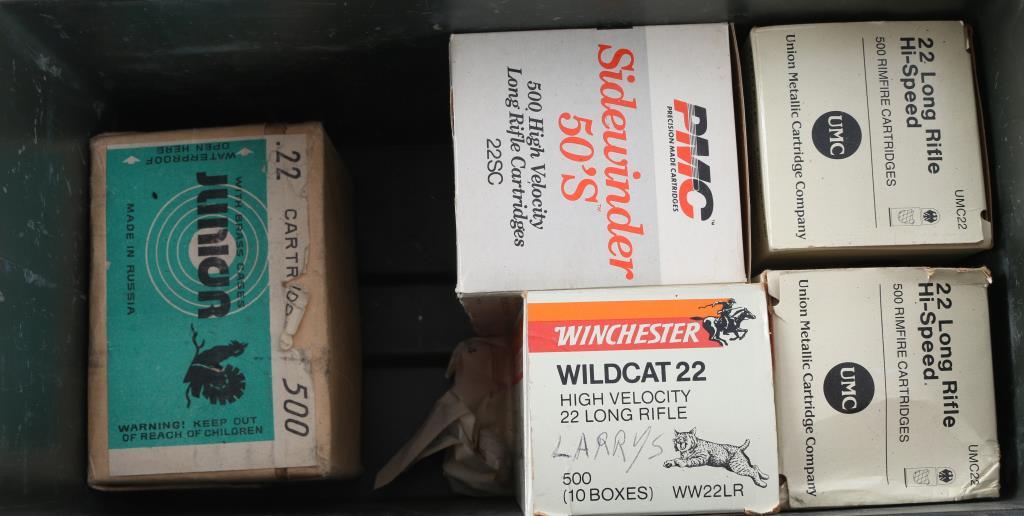 WATERPROOF
OPEN HERE
JUNIOR
WITH BRASS CAGES
MADE IN RUSSIA
WARNING! KEEP OUT
OF REACH OF CHILDREN
.22 500
PMC
PRECISION MADE CARTRIDGES
Sidewinder
50'S™
500 High Velocity
Long Rifle Cartridges
22SC
WINCHESTER
WILDCAT 22
HIGH VELOCITY
22 LONG RIFLE
LARRYS
500
(10 BOXES) WW22LR
22 Long Rifle
Hi-Speed
500 RIMFIRE CARTRIDGES
UMC
Union Metallic Cartridge Company
UMC22
22 Long Rifle
Hi-Speed.
500 RIMFIRE CARTRIDGES
UMC
Union Metallic Cartridge Company
UMC22